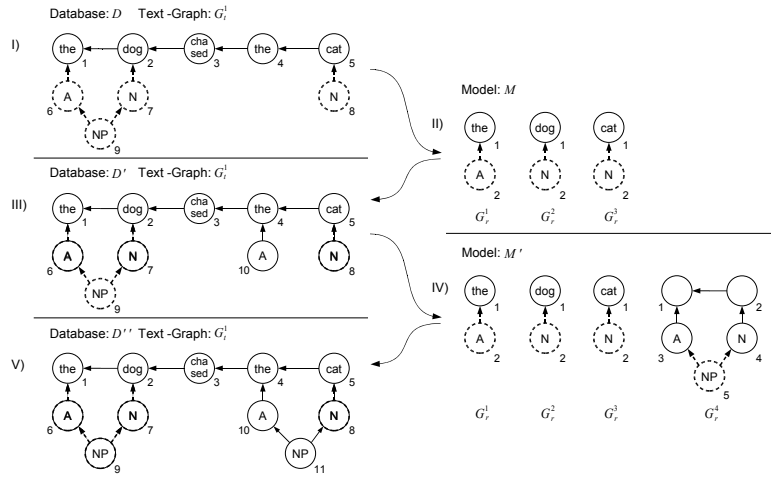 Database: D Text -Graph: G_t^1
I)
the dog cha sed the cat
1 2 3 4 5
A N N
6 7 8
NP
9
Model: M
II)
the dog cat
1 1 1
A N N
2 2 2
G_r^1 G_r^2 G_r^3
Database: D' Text -Graph: G_t^1
III)
the dog cha sed the cat
1 2 3 4 5
A N A N
6 7 10 8
NP
9
Model: M'
IV)
the dog cat
1 1 1 1 2
A N N A N
2 2 2 3 4
NP
5
G_r^1 G_r^2 G_r^3 G_r^4
Database: D'' Text -Graph: G_t^1
V)
the dog cha sed the cat
1 2 3 4 5
A N A N
6 7 10 8
NP NP
9 11